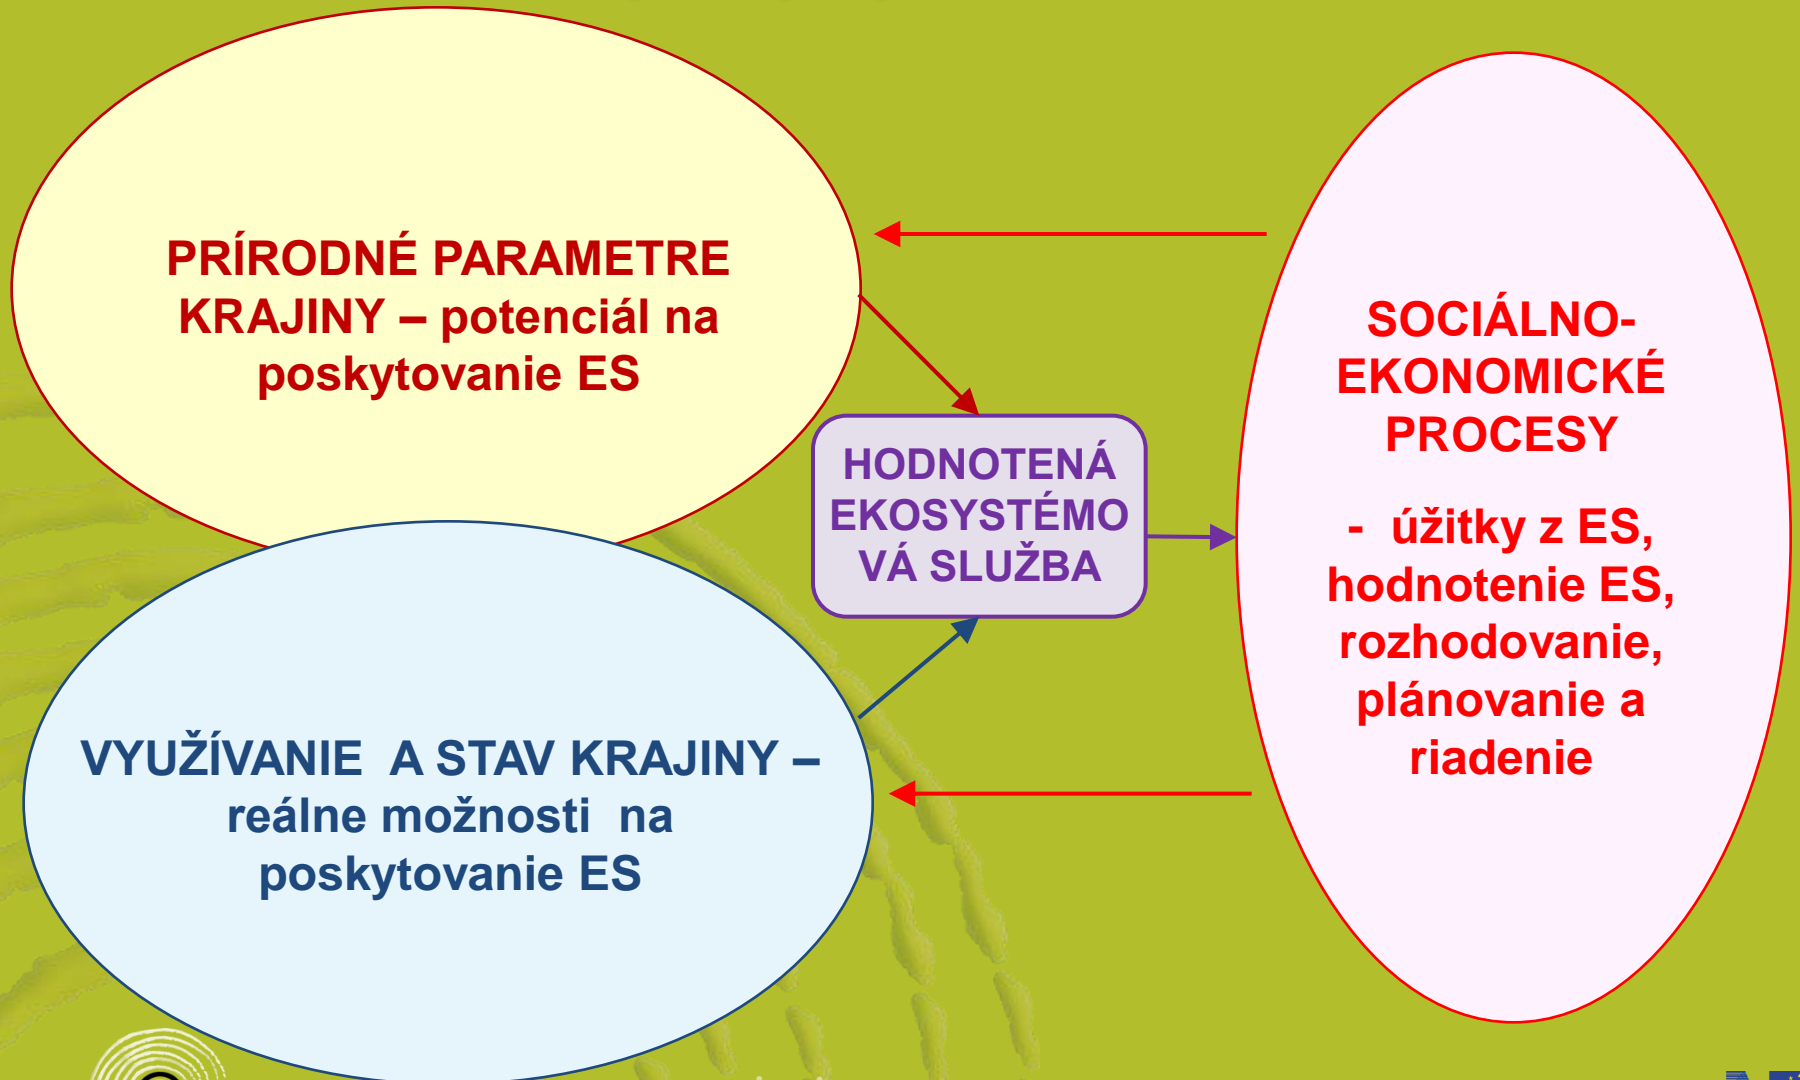 PRÍRODNÉ PARAMETRE
KRAJINY – potenciál na
poskytovanie ES
HODNOTENÁ
EKOSYSTÉMO
VÁ SLUŽBA
VYUŽÍVANIE  A STAV KRAJINY –
reálne možnosti  na
poskytovanie ES
SOCIÁLNO-
EKONOMICKÉ
PROCESY
-  úžitky z ES,
hodnotenie ES,
rozhodovanie,
plánovanie a
riadenie